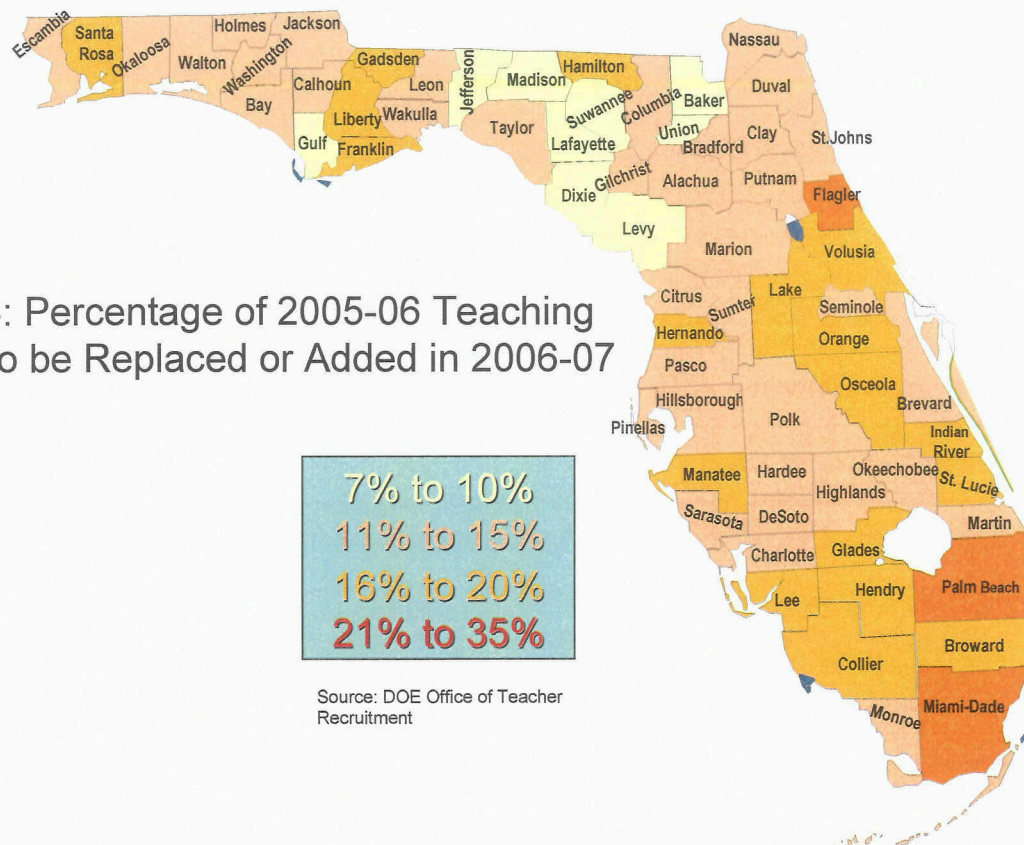 Escambia
Santa
Rosa
Okaloosa
Walton
Holmes
Washington
Jackson
Bay
Calhoun
Gulf
Gadsden
Liberty
Franklin
Leon
Wakulla
Jefferson
Madison
Taylor
Hamilton
Suwannee
Lafayette
Dixie
Columbia
Gilchrist
Levy
Baker
Union
Bradford
Alachua
Nassau
Duval
Clay
St.Johns
Putnam
Flagler
Marion
Volusia
Citrus
Sumter
Lake
Seminole
Hernando
Orange
: Percentage of 2005-06 Teaching
o be Replaced or Added in 2006-07
Pasco
Osceola
Hillsborough
Brevard
Pinellas
Polk
Indian
River
Manatee
Hardee
Okeechobee
St. Lucie
Highlands
Sarasota
DeSoto
Martin
Charlotte
Glades
Palm Beach
Lee
Hendry
Broward
Collier
Monroe
Miami-Dade
7% to 10%
11% to 15%
16% to 20%
21% to 35%
Source: DOE Office of Teacher
Recruitment